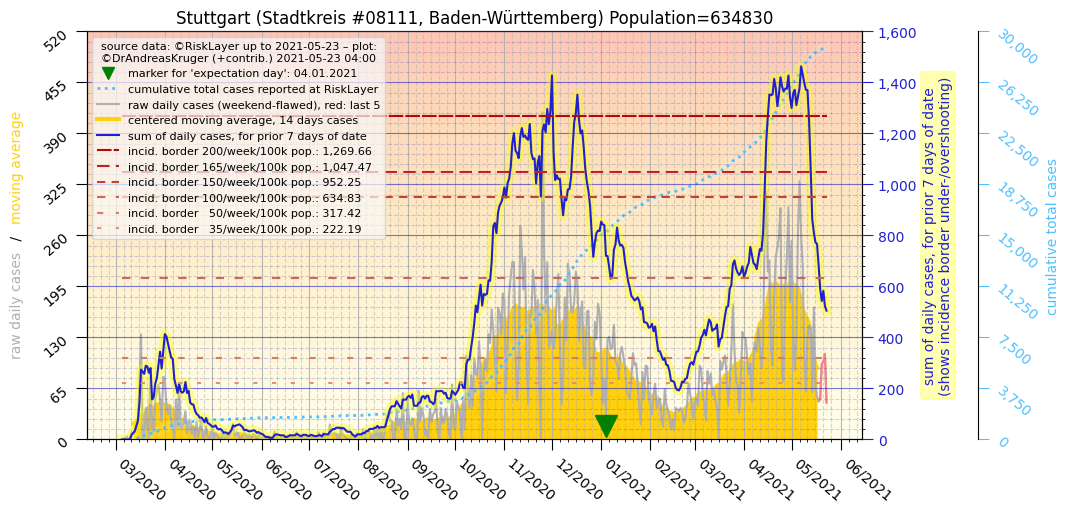 Stuttgart (Stadtkreis #08111, Baden-Württemberg) Population=634830
source data: ©RiskLayer up to 2021-05-23 – plot:
©DrAndreasKruger (+contrib.) 2021-05-23 04:00
marker for 'expectation day': 04.01.2021
cumulative total cases reported at RiskLayer
raw daily cases (weekend-flawed), red: last 5
centered moving average, 14 days cases
sum of daily cases, for prior 7 days of date
incid. border 200/week/100k pop.: 1,269.66
incid. border 165/week/100k pop.: 1,047.47
incid. border 150/week/100k pop.: 952.25
incid. border 100/week/100k pop.: 634.83
incid. border 50/week/100k pop.: 317.42
incid. border 35/week/100k pop.: 222.19
raw daily cases / moving average
520
455
390
325
260
195
130
65
0
03/2020
04/2020
05/2020
06/2020
07/2020
08/2020
09/2020
10/2020
11/2020
12/2020
01/2021
02/2021
03/2021
04/2021
05/2021
06/2021
1,600
1,400
1,200
1,000
800
600
400
200
0
sum of daily cases, for prior 7 days of date
(shows incidence border under-/overshooting)
30,000
26,250
22,500
18,750
15,000
11,250
7,500
3,750
0
cumulative total cases